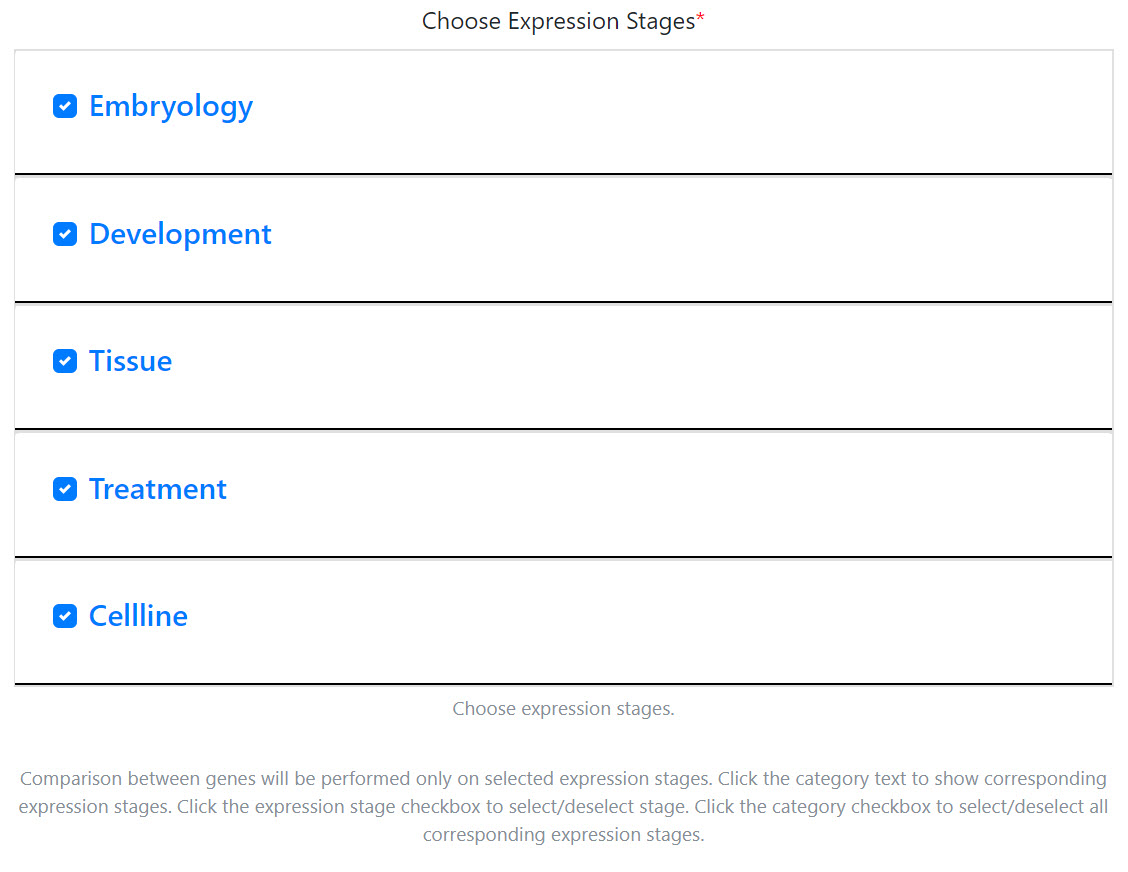 Choose Expression Stages*
Embryology
Development
Tissue
Treatment
Cellline
Choose expression stages.
Comparison between genes will be performed only on selected expression stages. Click the category text to show corresponding
expression stages. Click the expression stage checkbox to select/deselect stage. Click the category checkbox to select/deselect all
corresponding expression stages.